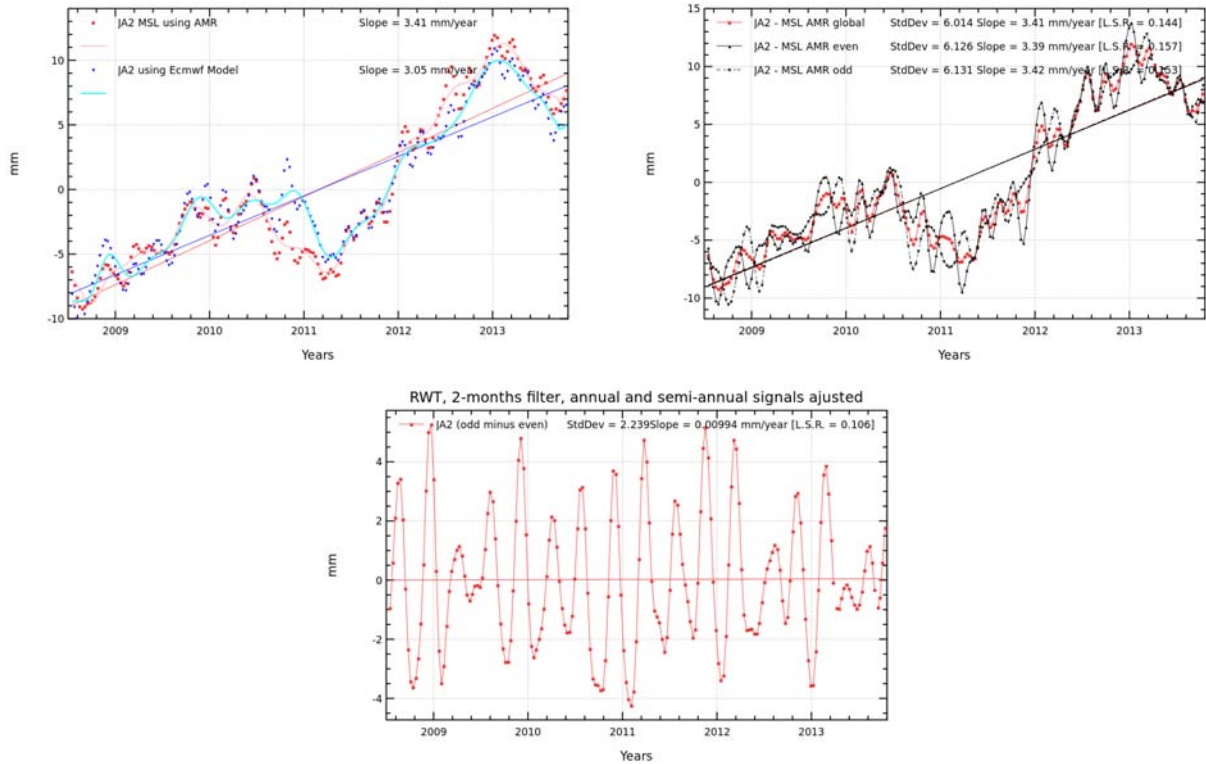 JA2 MSL using AMR Slope = 3.41 mm/year
JA2 using Ecmwf Model Slope = 3.05 mm/year
mm
10
5
0
-5
-10
2009 2010 2011 2012 2013
Years
JA2 - MSL AMR global StdDev = 6.014 Slope = 3.41 mm/year [L.S.R. = 0.144]
JA2 - MSL AMR even StdDev = 6.126 Slope = 3.39 mm/year [L.S.R. = 0.157]
JA2 - MSL AMR odd StdDev = 6.131 Slope = 3.42 mm/year [L.S.R. = 0.153]
mm
15
10
5
0
-5
-10
2009 2010 2011 2012 2013
Years
RWT, 2-months filter, annual and semi-annual signals ajusted
JA2 (odd minus even) StdDev = 2.239Slope = 0.00994 mm/year [L.S.R. = 0.106]
mm
4
2
0
-2
-4
2009 2010 2011 2012 2013
Years